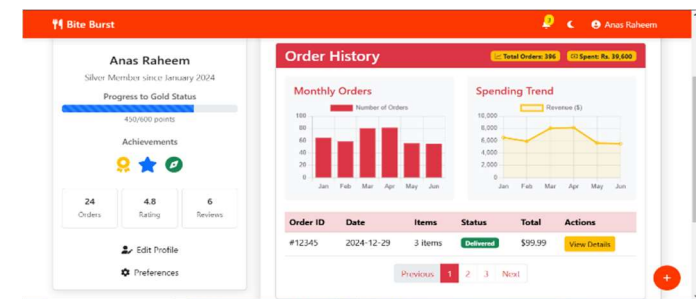 Bite Burst
3
Anas Raheem
Anas Raheem
Silver Member since January 2024
Progress to Gold Status
450/600 points
Achievements
24
Orders
4.8
Rating
6
Reviews
Edit Profile
Preferences
Order History
Total Orders: 396
Spent: Rs. 39,600
Monthly Orders
Number of Orders
100
80
60
40
20
0
Jan Feb Mar Apr May Jun
Spending Trend
Revenue ($)
10,000
8,000
6,000
4,000
2,000
0
Jan Feb Mar Apr May Jun
Order ID Date Items Status Total Actions
#12345 2024-12-29 3 items Delivered $99.99 View Details
Previous 1 2 3 Next
+